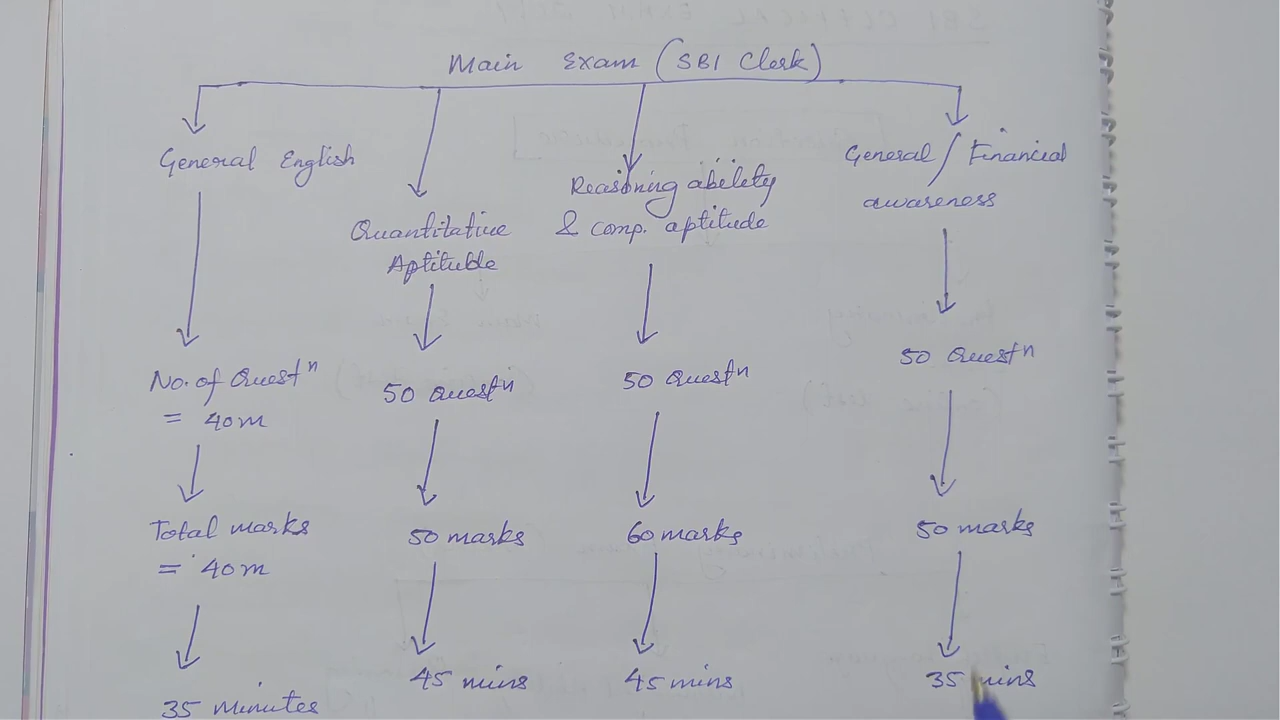 Main Exam (SBI Clerk)
General English
Quantitative
Aptituble
Reasoning ability
& comp. aptitude
General / Financial
awareness
No. of Questⁿ
= 40m
50 Questⁿ
50 Questⁿ
50 Questⁿ
Total marks
= 40m
50 marks
60 marks
50 marks
35 minutes
45 mins
45 mins
35 mins